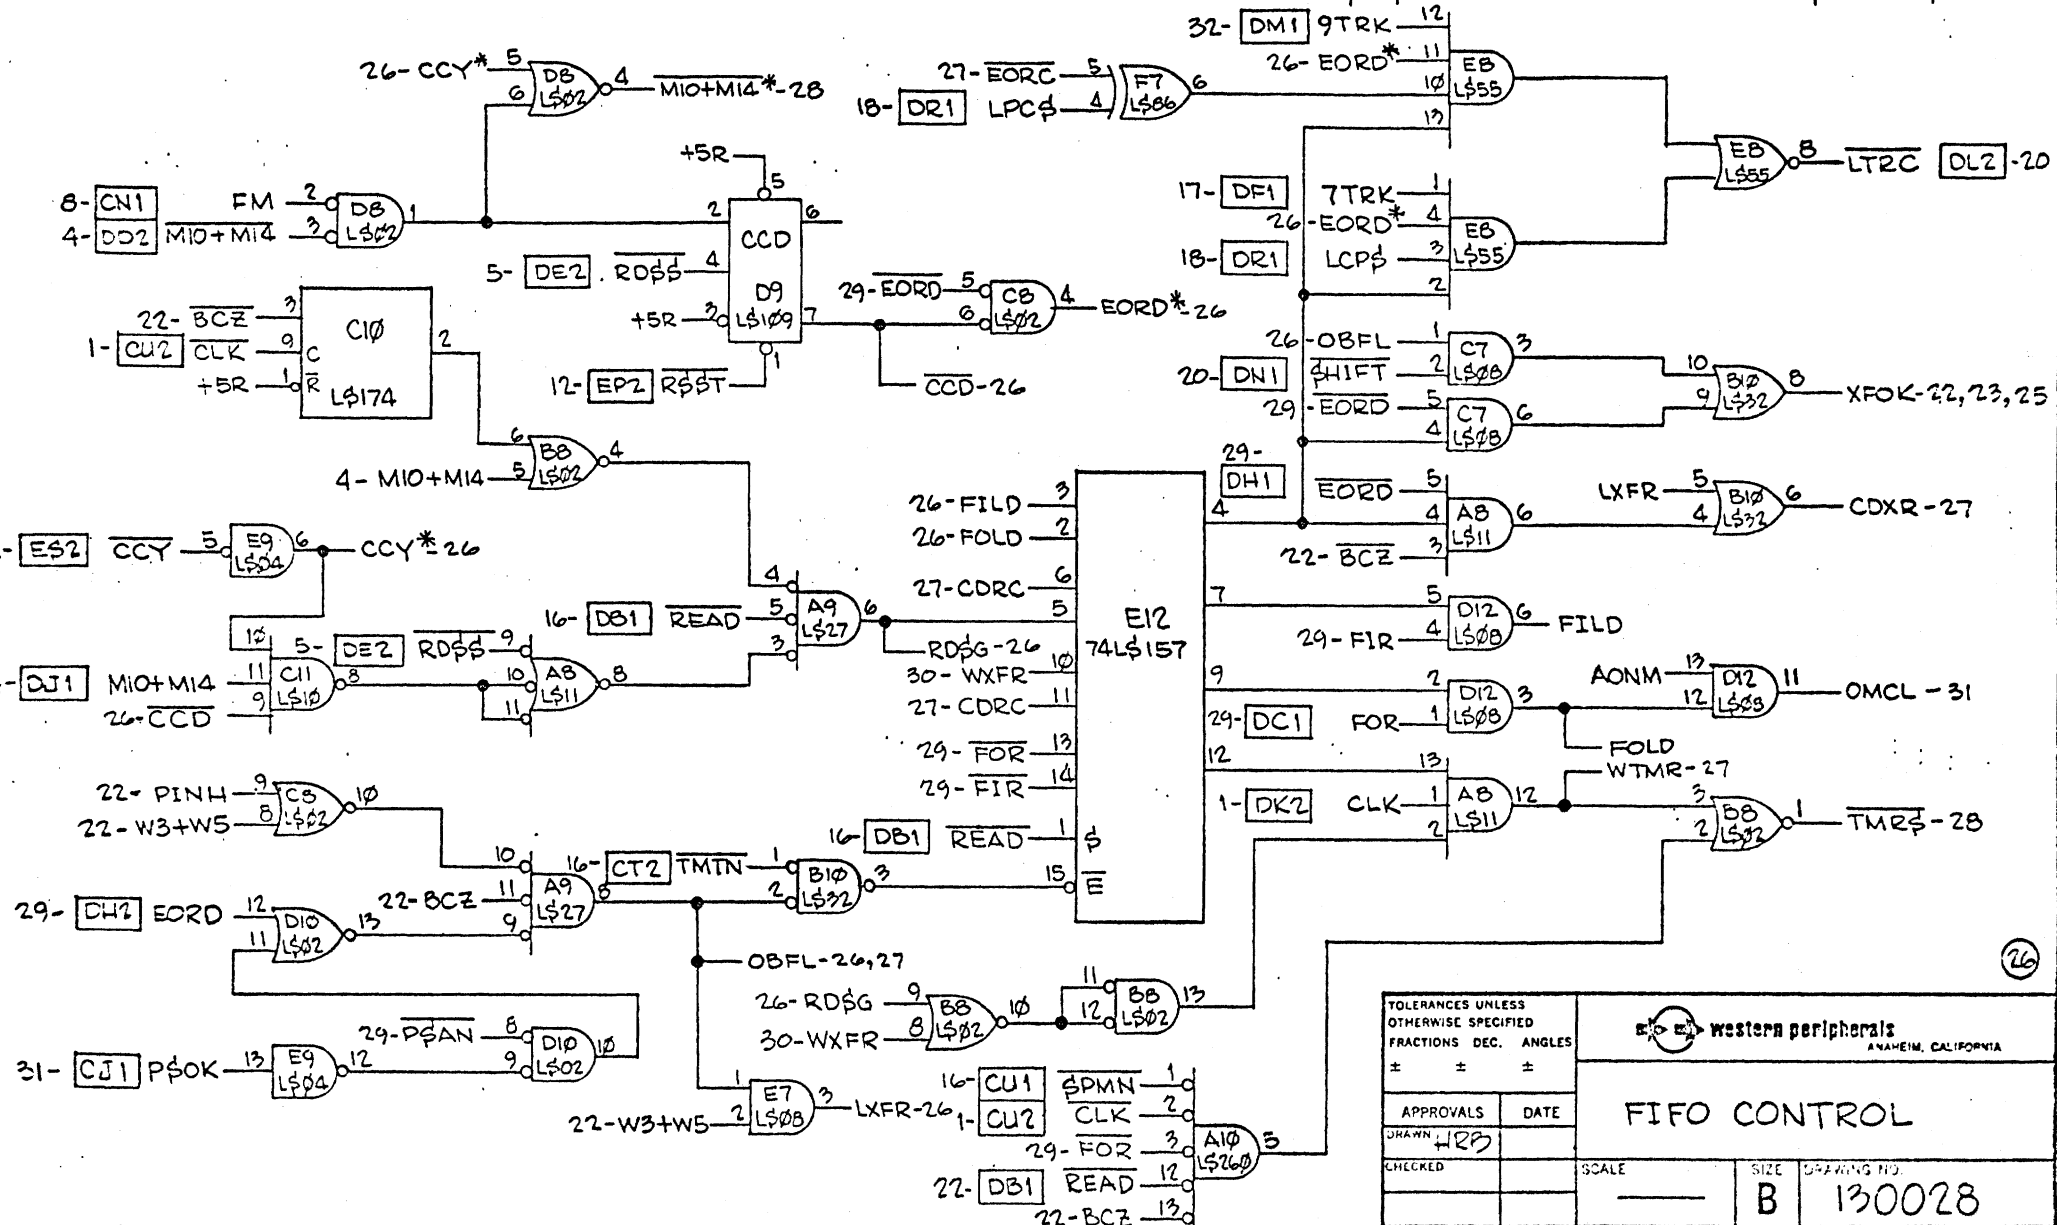 32- DM1 9TRK 12
26- EORD* 11
10
13
E8
LS55
26- CCY* 5
6
D8
LS02
4 M10+M14*-28
27- EORC 5
18- DR1 LPCS 4
F7
LS86
6
+5R
5
8- CN1 FM 2
4- DD2 M10+M14 3
D8
LS02
1
2
6
CCD
D9
LS109
5- DE2 RDSS 4
+5R 3
7
1
12- EP2 RSST
29-EORD 5
6
C8
LS02
4
EORD*-26
CCD-26
17- DF1 7TRK 1
26-EORD* 4
18- DR1 LCPS 3
2
E8
LS55
E8
LS55
8 LTRC DL2 -20
22- BCZ 3
1- CU2 CLK 9 C
+5R 1 R
C10
LS174
2
26-OBFL 1
20- DN1 SHIFT 2
C7
LS08
3
29-EORD 5
4
C7
LS08
6
10
9
B10
LS32
8
XFOK-22,23,25
6
4- M10+M14 5
B8
LS02
4
29-
DH1
EORD 5
4
22- BCZ 3
A8
LS11
6
LXFR 5
4
B10
LS32
6
CDXR-27
- ES2 CCY 5
E9
LS04
6
CCY*-26
26-FILD 3
26-FOLD 2
27-CDRC 6
5
E12
74LS157
4
7
9
12
4
16- DB1 READ 5
3
A9
LS27
6
RDSG-26
10
- DJ1 M10+M14 11
26-CCD 9
C11
LS10
8
5- DE2 RDSS 9
10
11
A8
LS11
8
30-WXFR 10
27-CDRC 11
29-FOR 13
29-FIR 14
16- DB1 READ 1 S
15 E
5
29-FIR 4
D12
LS08
6
FILD
2
29- DC1 FOR 1
D12
LS08
3
AONM 13
12
D12
LS08
11
OMCL -31
FOLD
WTMR-27
13
1- DK2 CLK 1
2
A8
LS11
12
3
2
B8
LS02
1
TMRS-28
22- PINH 9
22-W3+W5 8
C8
LS02
10
10
22-BCZ 11
9
A9
LS27
8
16- CT2 TMTN 1
2
B10
LS32
3
29- DH2 EORD 12
11
D10
LS02
13
OBFL-26,27
26-RDSG 9
30-WXFR 8
B8
LS02
10
11
12
B8
LS02
13
29-PSAN 8
9
D10
LS02
10
31- CJ1 PSOK 13
E9
LS04
12
1
22-W3+W5 2
E7
LS08
3
LXFR-26
16- CU1 SPMN 1
1- CU2 CLK 2
29-FOR 3
22- DB1 READ 12
22-BCZ 13
A10
LS260
5
26
TOLERANCES UNLESS
OTHERWISE SPECIFIED
FRACTIONS DEC. ANGLES
± ± ±
western peripherals
ANAHEIM, CALIFORNIA
APPROVALS DATE
DRAWN HRB
CHECKED
FIFO CONTROL
SCALE
SIZE
B
DRAWING NO.
130028